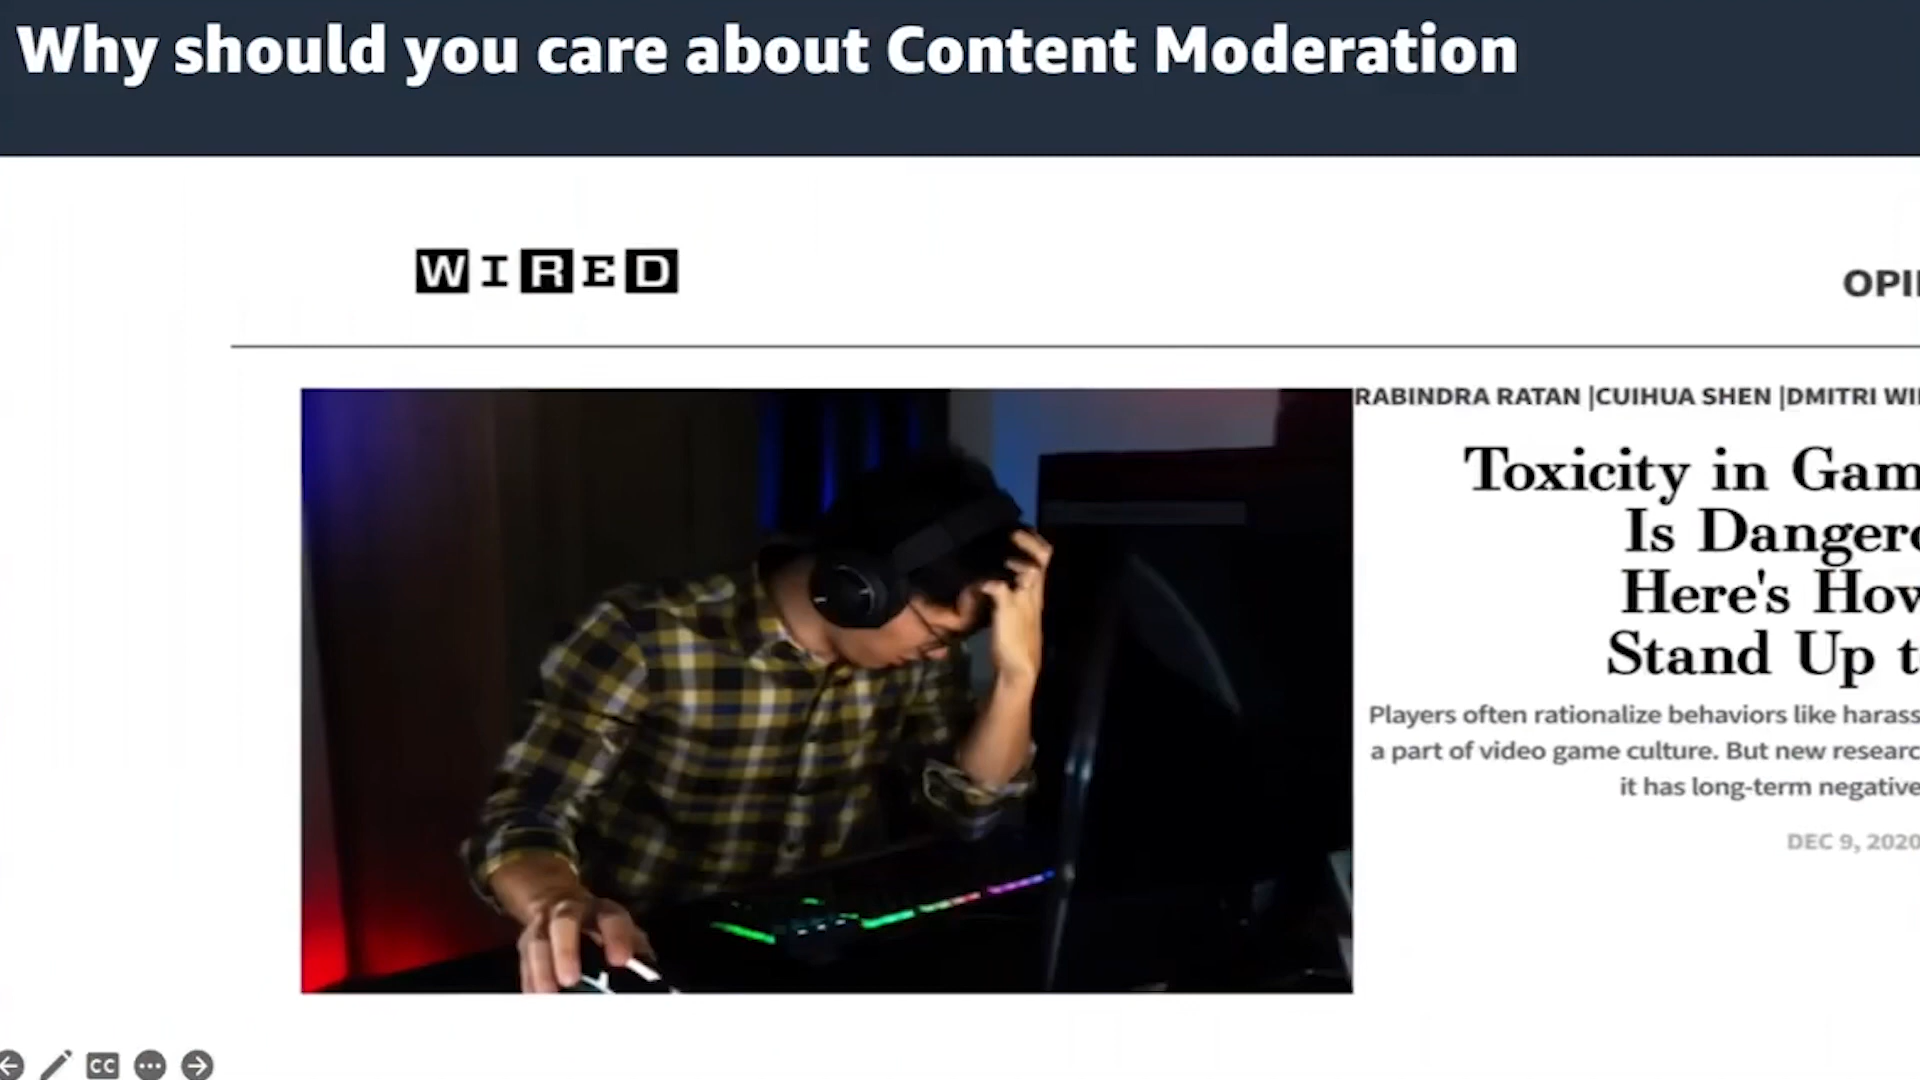 Why should you care about Content Moderation
WIRED
RABINDRA RATAN |CUIHUA SHEN |DMITRI
Toxicity in
Is
Here's
Stand Up
Players often rationalize behaviors like
a part of video game culture. But new
it has long-term negative
DEC 9, 2020
CC